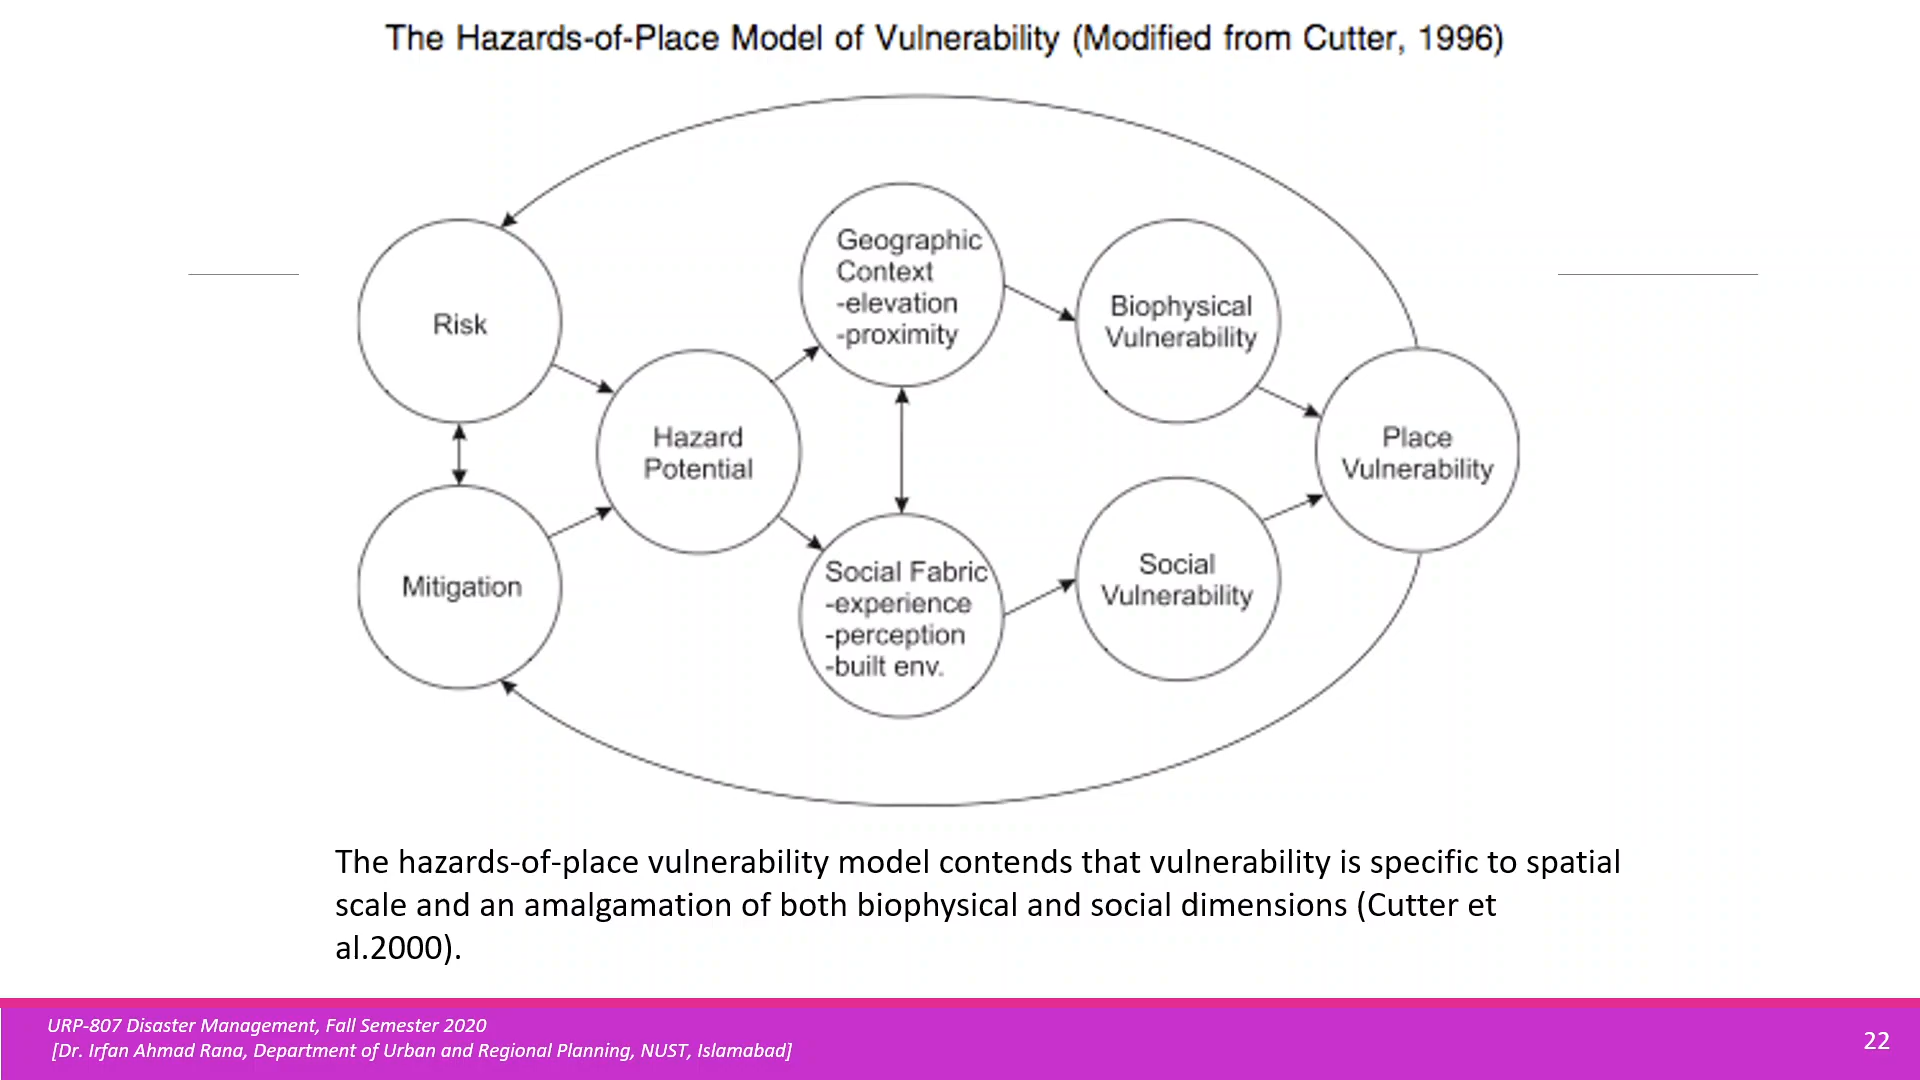 The Hazards-of-Place Model of Vulnerability (Modified from Cutter, 1996)
Risk
Mitigation
Hazard
Potential
Geographic
Context
-elevation
-proximity
Social Fabric
-experience
-perception
-built env.
Biophysical
Vulnerability
Social
Vulnerability
Place
Vulnerability
The hazards-of-place vulnerability model contends that vulnerability is specific to spatial
scale and an amalgamation of both biophysical and social dimensions (Cutter et
al.2000).
URP-807 Disaster Management, Fall Semester 2020
[Dr. Irfan Ahmad Rana, Department of Urban and Regional Planning, NUST, Islamabad]
22